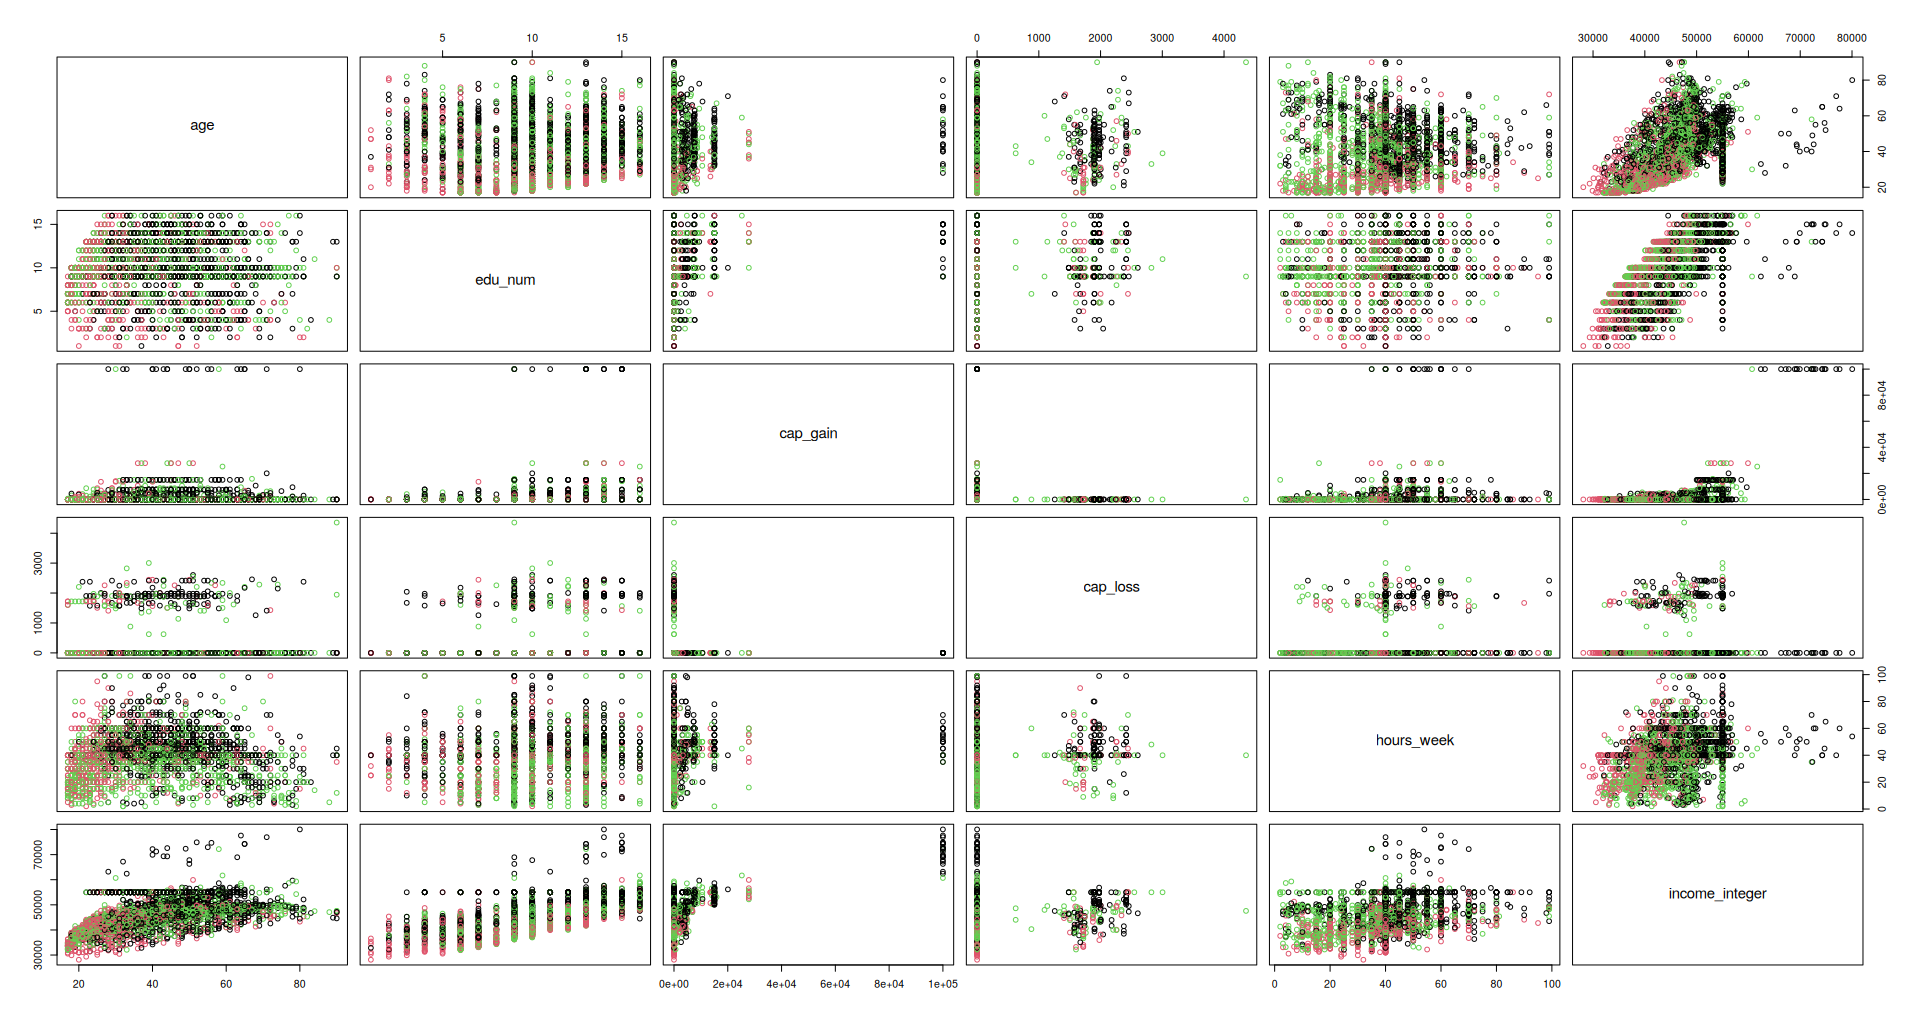 5 10 15 0 1000 2000 3000 4000 30000 40000 50000 60000 70000 80000
age
20 40 60 80
5 10 15
edu_num
cap_gain
0e+00 4e+04 8e+04
0 1000 3000
cap_loss
hours_week
0 20 40 60 80 100
30000 50000 70000
income_integer
20 40 60 80 0e+00 2e+04 4e+04 6e+04 8e+04 1e+05 0 20 40 60 80 100